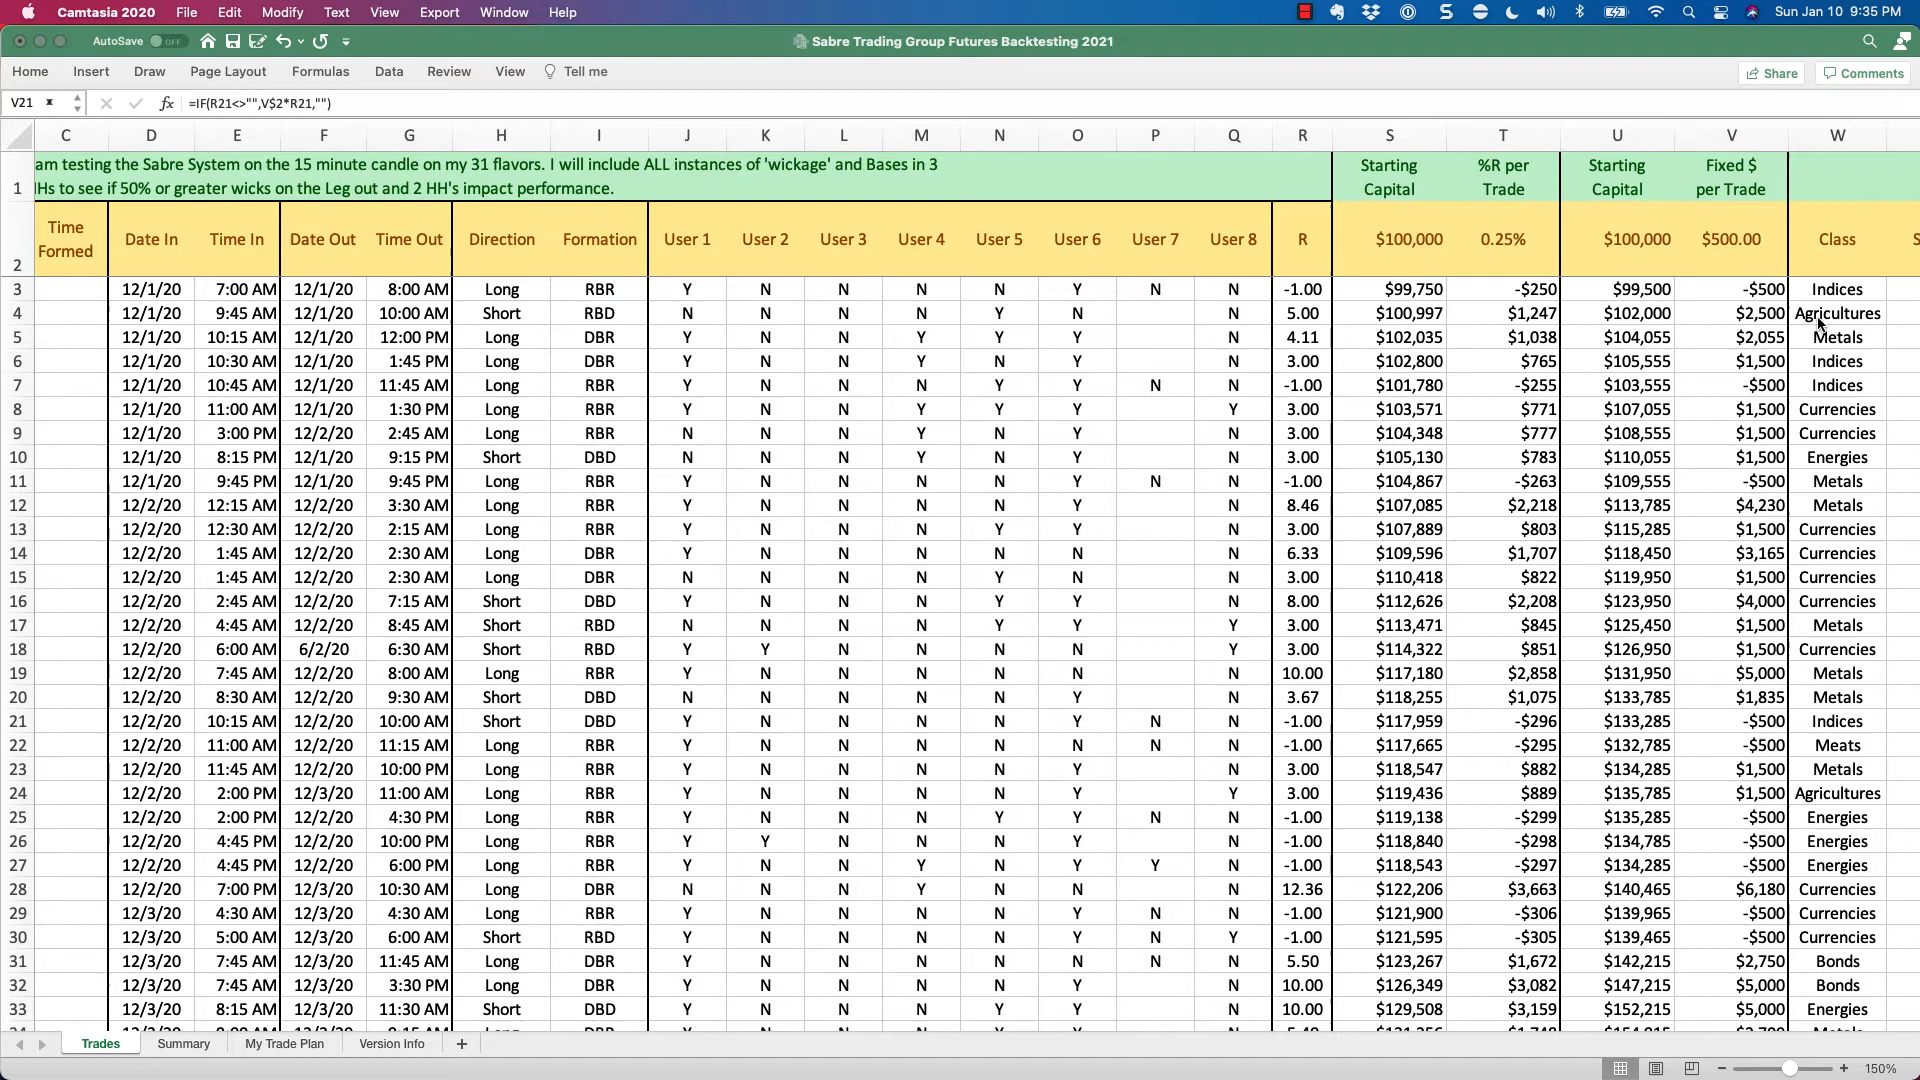 Camtasia 2020 File Edit Modify Text View Export Window Help Sun Jan 10 9:35 PM
AutoSave OFF Sabre Trading Group Futures Backtesting 2021
Home Insert Draw Page Layout Formulas Data Review View Tell me Share Comments
V21 fx =IF(R21<>"",V$2*R21,"")
C D E F G H I J K L M N O P Q R S T U V W
am testing the Sabre System on the 15 minute candle on my 31 flavors. I will include ALL instances of 'wickage' and Bases in 3 Starting %R per Starting Fixed $
1 HHs to see if 50% or greater wicks on the Leg out and 2 HH's impact performance. Capital Trade Capital per Trade
2 Time Formed Date In Time In Date Out Time Out Direction Formation User 1 User 2 User 3 User 4 User 5 User 6 User 7 User 8 R $100,000 0.25% $100,000 $500.00 Class S
3 12/1/20 7:00 AM 12/1/20 8:00 AM Long RBR Y N N N N Y N N -1.00 $99,750 -$250 $99,500 -$500 Indices
4 12/1/20 9:45 AM 12/1/20 10:00 AM Short RBD N N N N Y N N 5.00 $100,997 $1,247 $102,000 $2,500 Agricultures
5 12/1/20 10:15 AM 12/1/20 12:00 PM Long DBR Y N N Y Y Y N 4.11 $102,035 $1,038 $104,055 $2,055 Metals
6 12/1/20 10:30 AM 12/1/20 1:45 PM Long DBR Y N N Y N Y N 3.00 $102,800 $765 $105,555 $1,500 Indices
7 12/1/20 10:45 AM 12/1/20 11:45 AM Long RBR Y N N N Y Y N N -1.00 $101,780 -$255 $103,555 -$500 Indices
8 12/1/20 11:00 AM 12/1/20 1:30 PM Long RBR Y N N Y Y Y Y 3.00 $103,571 $771 $107,055 $1,500 Currencies
9 12/1/20 3:00 PM 12/2/20 2:45 AM Long RBR N N N Y N Y N 3.00 $104,348 $777 $108,555 $1,500 Currencies
10 12/1/20 8:15 PM 12/1/20 9:15 PM Short DBD N N N Y N Y N 3.00 $105,130 $783 $110,055 $1,500 Energies
11 12/1/20 9:45 PM 12/1/20 9:45 PM Long RBR Y N N N N Y N N -1.00 $104,867 -$263 $109,555 -$500 Metals
12 12/2/20 12:15 AM 12/2/20 3:30 AM Long RBR Y N N N N Y N 8.46 $107,085 $2,218 $113,785 $4,230 Metals
13 12/2/20 12:30 AM 12/2/20 2:15 AM Long RBR Y N N N Y Y N 3.00 $107,889 $803 $115,285 $1,500 Currencies
14 12/2/20 1:45 AM 12/2/20 2:30 AM Long DBR Y N N N N N N 6.33 $109,596 $1,707 $118,450 $3,165 Currencies
15 12/2/20 1:45 AM 12/2/20 2:30 AM Long DBR N N N N Y N N 3.00 $110,418 $822 $119,950 $1,500 Currencies
16 12/2/20 2:45 AM 12/2/20 7:15 AM Short DBD Y N N N Y Y N 8.00 $112,626 $2,208 $123,950 $4,000 Currencies
17 12/2/20 4:45 AM 12/2/20 8:45 AM Short RBD N N N N Y Y Y 3.00 $113,471 $845 $125,450 $1,500 Metals
18 12/2/20 6:00 AM 6/2/20 6:30 AM Short RBD Y Y N N N N Y 3.00 $114,322 $851 $126,950 $1,500 Currencies
19 12/2/20 7:45 AM 12/2/20 8:00 AM Long RBR Y N N N N N N 10.00 $117,180 $2,858 $131,950 $5,000 Metals
20 12/2/20 8:30 AM 12/2/20 9:30 AM Short DBD N N N N N Y N 3.67 $118,255 $1,075 $133,785 $1,835 Metals
21 12/2/20 10:15 AM 12/2/20 10:00 AM Short DBD Y N N N N Y N N -1.00 $117,959 -$296 $133,285 -$500 Indices
22 12/2/20 11:00 AM 12/2/20 11:15 AM Long RBR Y N N N N N N N -1.00 $117,665 -$295 $132,785 -$500 Meats
23 12/2/20 11:45 AM 12/2/20 10:00 PM Long RBR Y N N N N Y N 3.00 $118,547 $882 $134,285 $1,500 Metals
24 12/2/20 2:00 PM 12/3/20 11:00 AM Long RBR Y N N N N Y Y 3.00 $119,436 $889 $135,785 $1,500 Agricultures
25 12/2/20 2:00 PM 12/2/20 4:30 PM Long RBR Y N N N Y Y N N -1.00 $119,138 -$299 $135,285 -$500 Energies
26 12/2/20 4:45 PM 12/2/20 10:00 PM Long RBR Y Y N N N Y N -1.00 $118,840 -$298 $134,785 -$500 Energies
27 12/2/20 4:45 PM 12/2/20 6:00 PM Long RBR Y N N Y N Y Y N -1.00 $118,543 -$297 $134,285 -$500 Energies
28 12/2/20 7:00 PM 12/3/20 10:30 AM Long DBR N N N Y N N N 12.36 $122,206 $3,663 $140,465 $6,180 Currencies
29 12/3/20 4:30 AM 12/3/20 4:30 AM Long RBR Y N N N N Y N N -1.00 $121,900 -$306 $139,965 -$500 Currencies
30 12/3/20 5:00 AM 12/3/20 6:00 AM Short RBD Y N N N N Y N Y -1.00 $121,595 -$305 $139,465 -$500 Currencies
31 12/3/20 7:45 AM 12/3/20 11:45 AM Long DBR Y N N N N N N N 5.50 $123,267 $1,672 $142,215 $2,750 Bonds
32 12/3/20 7:45 AM 12/3/20 3:30 PM Long DBR Y N N N N Y N 10.00 $126,349 $3,082 $147,215 $5,000 Bonds
33 12/3/20 8:15 AM 12/3/20 11:30 AM Short DBD Y N N N Y Y N 10.00 $129,508 $3,159 $152,215 $5,000 Energies
Trades Summary My Trade Plan Version Info +
150%